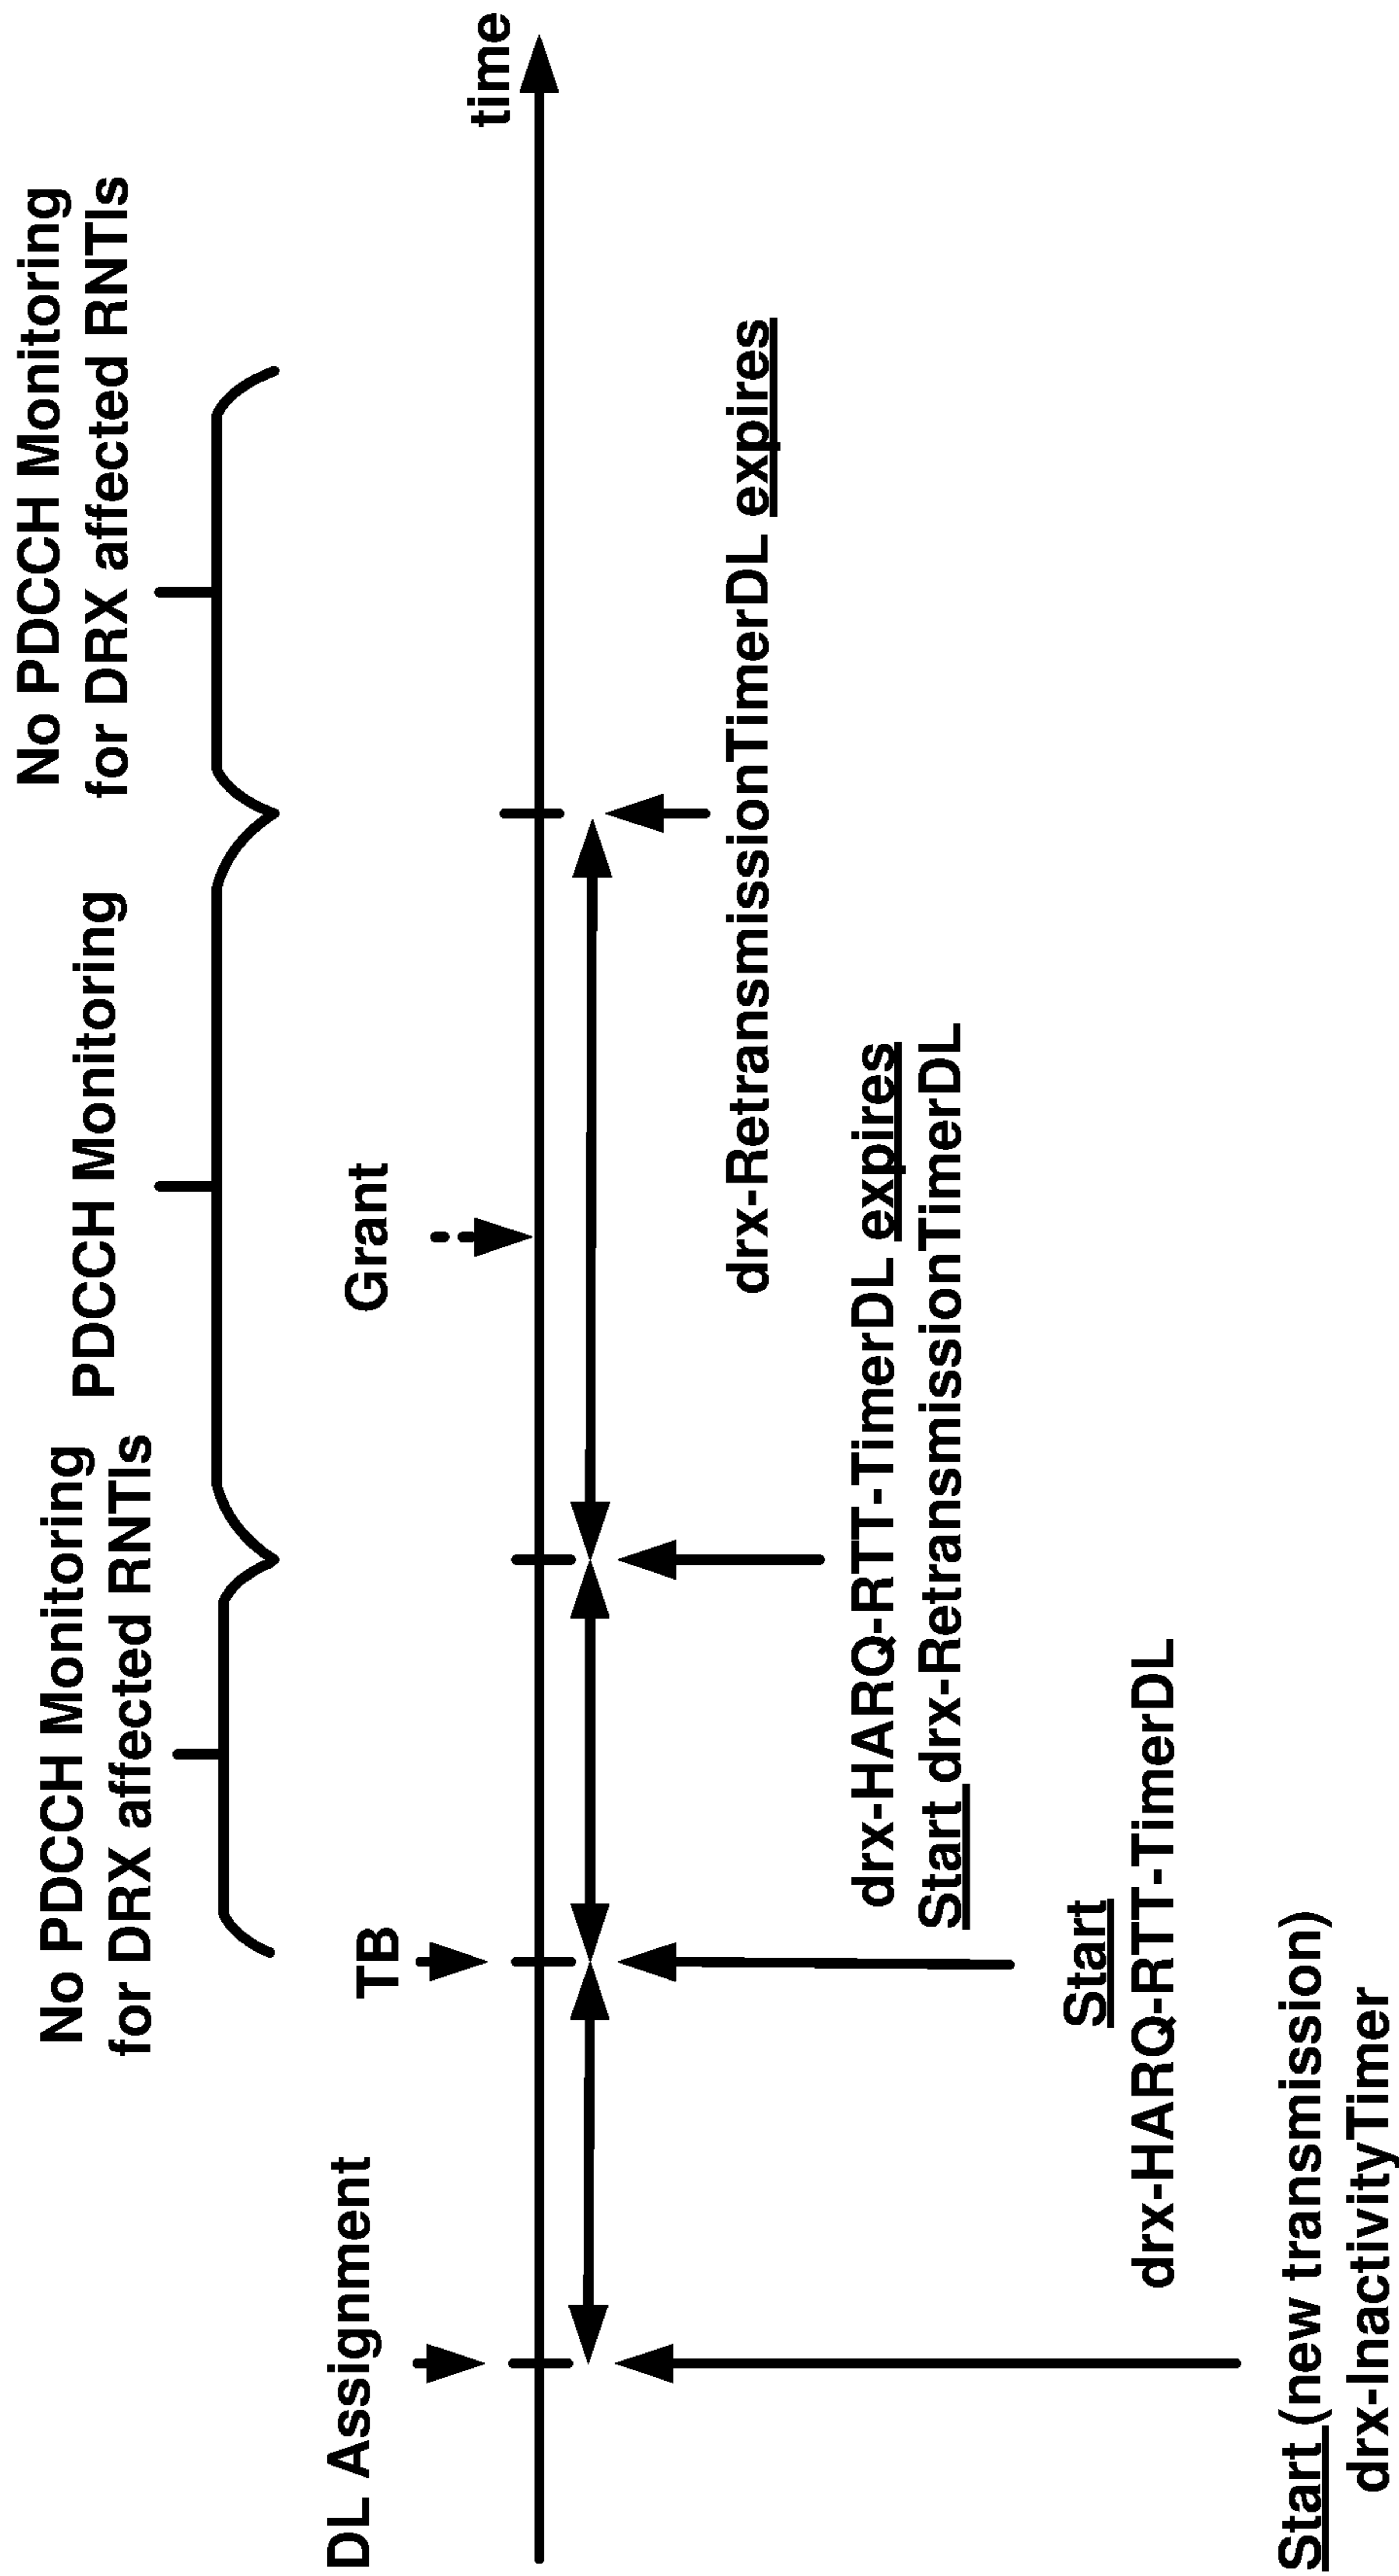 No PDCCH Monitoring
for DRX affected RNTIs
PDCCH Monitoring
No PDCCH Monitoring
for DRX affected RNTIs
DL Assignment
TB
Grant
time
drx-RetransmissionTimerDL expires
drx-HARQ-RTT-TimerDL expires
Start drx-RetransmissionTimerDL
Start
drx-HARQ-RTT-TimerDL
Start (new transmission)
drx-InactivityTimer